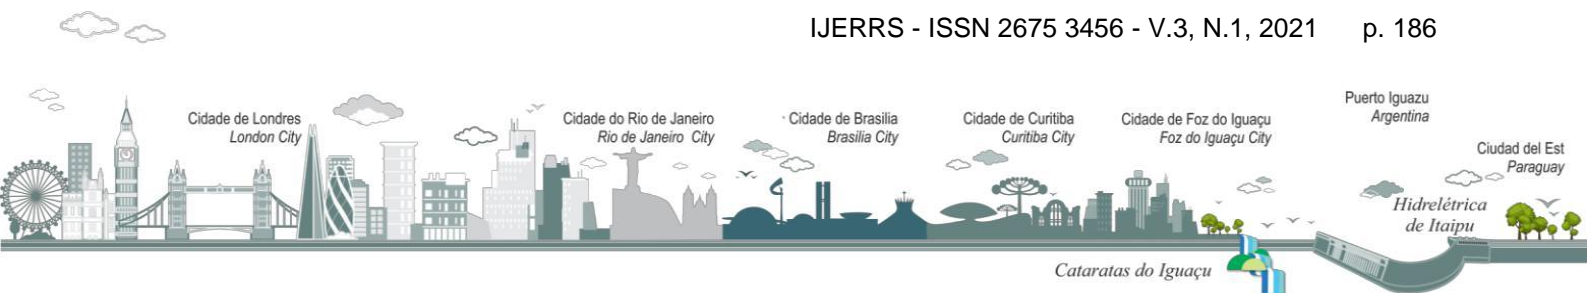 IJERRS - ISSN 2675 3456 - V.3, N.1, 2021 p. 186
Cidade de Londres
London City
Cidade do Rio de Janeiro
Rio de Janeiro City
Cidade de Brasilia
Brasilia City
Cidade de Curitiba
Curitiba City
Cidade de Foz do Iguaçu
Foz do Iguaçu City
Puerto Iguazu
Argentina
Ciudad del Est
Paraguay
Hidrelétrica
de Itaipu
Cataratas do Iguaçu